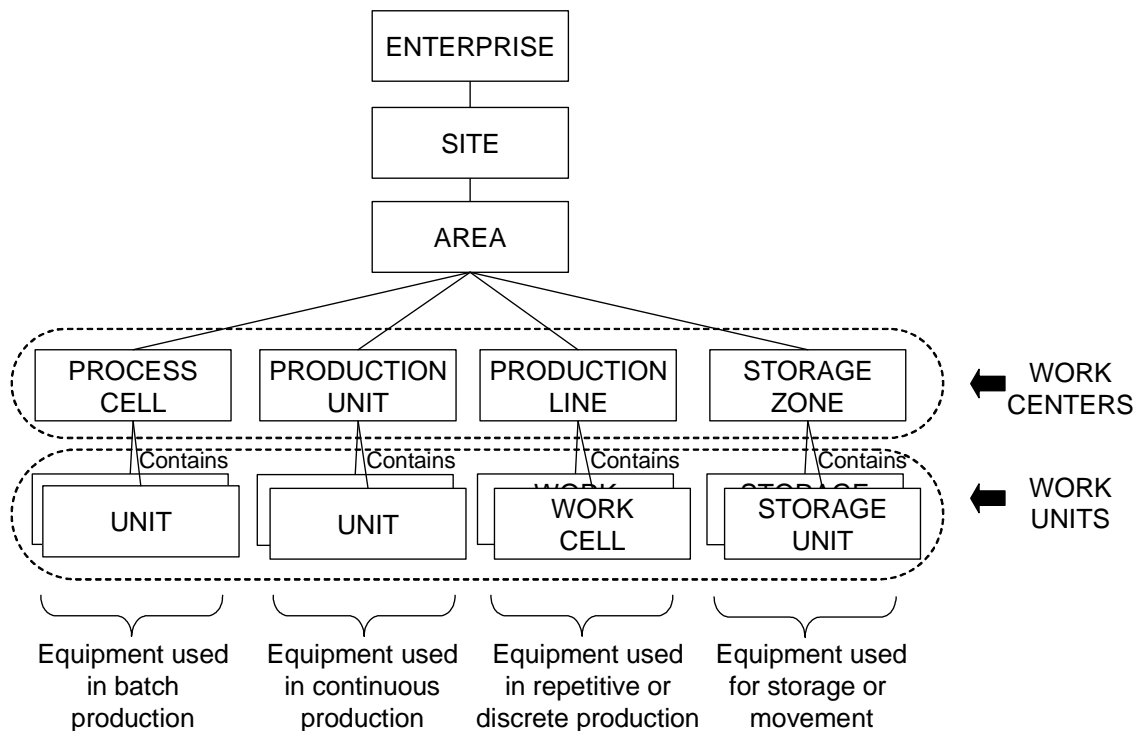 ENTERPRISE
SITE
AREA
PROCESS
CELL
PRODUCTION
UNIT
PRODUCTION
LINE
STORAGE
ZONE
WORK
CENTERS
Contains
Contains
Contains
Contains
UNIT
UNIT
WORK
WORK
CELL
STORAGE
STORAGE
UNIT
WORK
UNITS
Equipment used
in batch
production
Equipment used
in continuous
production
Equipment used
in repetitive or
discrete production
Equipment used
for storage or
movement